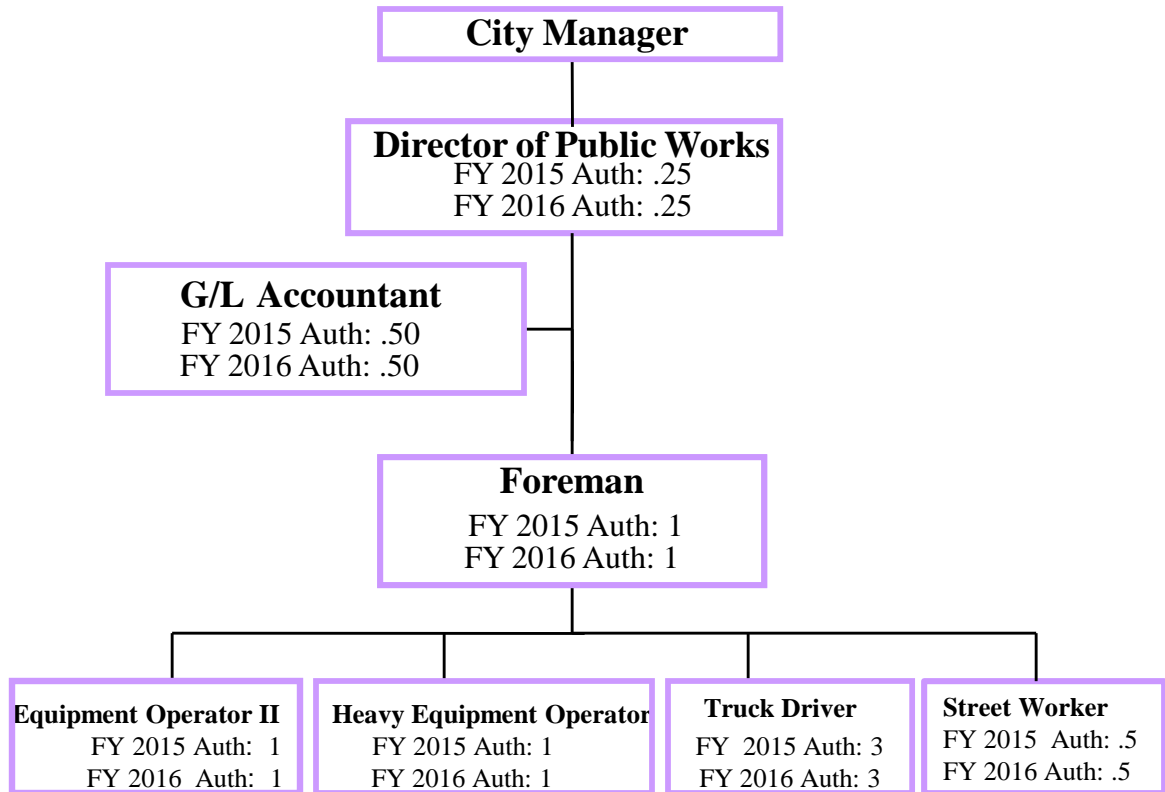 City Manager
Director of Public Works
FY 2015 Auth: .25
FY 2016 Auth: .25
G/L Accountant
FY 2015 Auth: .50
FY 2016 Auth: .50
Foreman
FY 2015 Auth: 1
FY 2016 Auth: 1
Equipment Operator II
FY 2015 Auth: 1
FY 2016 Auth: 1
Heavy Equipment Operator
FY 2015 Auth: 1
FY 2016 Auth: 1
Truck Driver
FY 2015 Auth: 3
FY 2016 Auth: 3
Street Worker
FY 2015 Auth: .5
FY 2016 Auth: .5